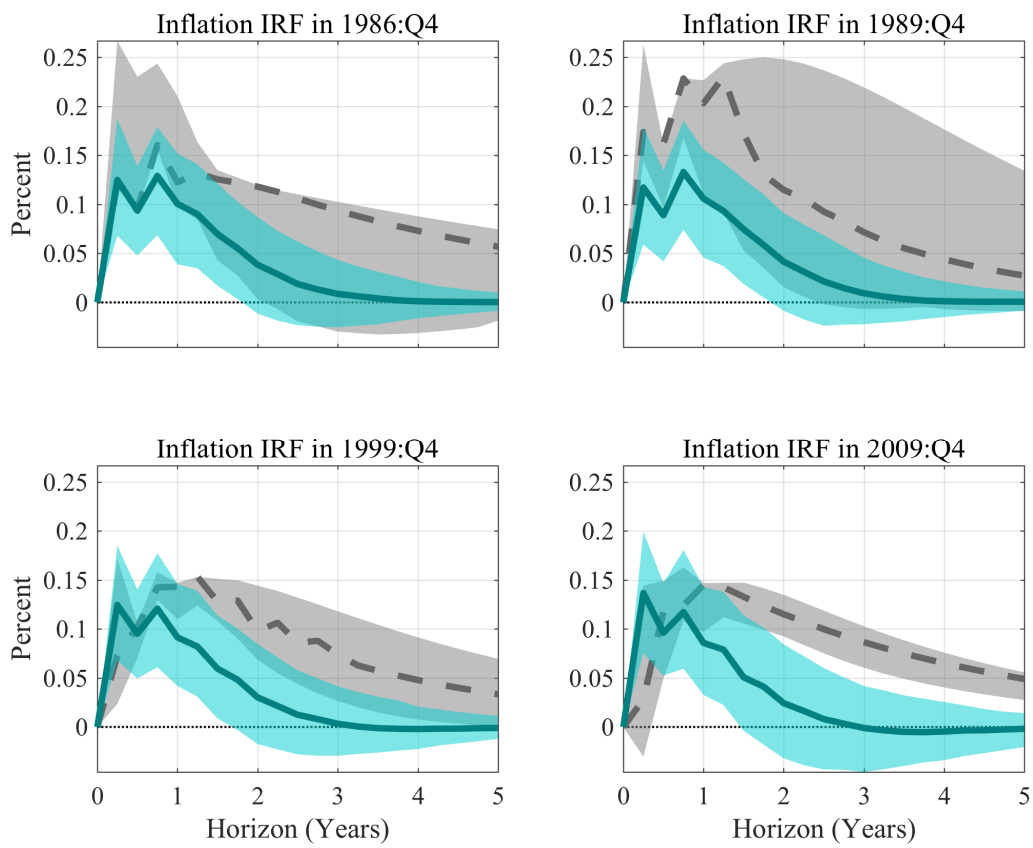 Inflation IRF in 1986:Q4
Inflation IRF in 1989:Q4
0.25
0.2
0.15
0.1
0.05
0
Percent
0.25
0.2
0.15
0.1
0.05
0
Inflation IRF in 1999:Q4
Inflation IRF in 2009:Q4
0.25
0.2
0.15
0.1
0.05
0
Percent
0 1 2 3 4 5
Horizon (Years)
0.25
0.2
0.15
0.1
0.05
0
0 1 2 3 4 5
Horizon (Years)